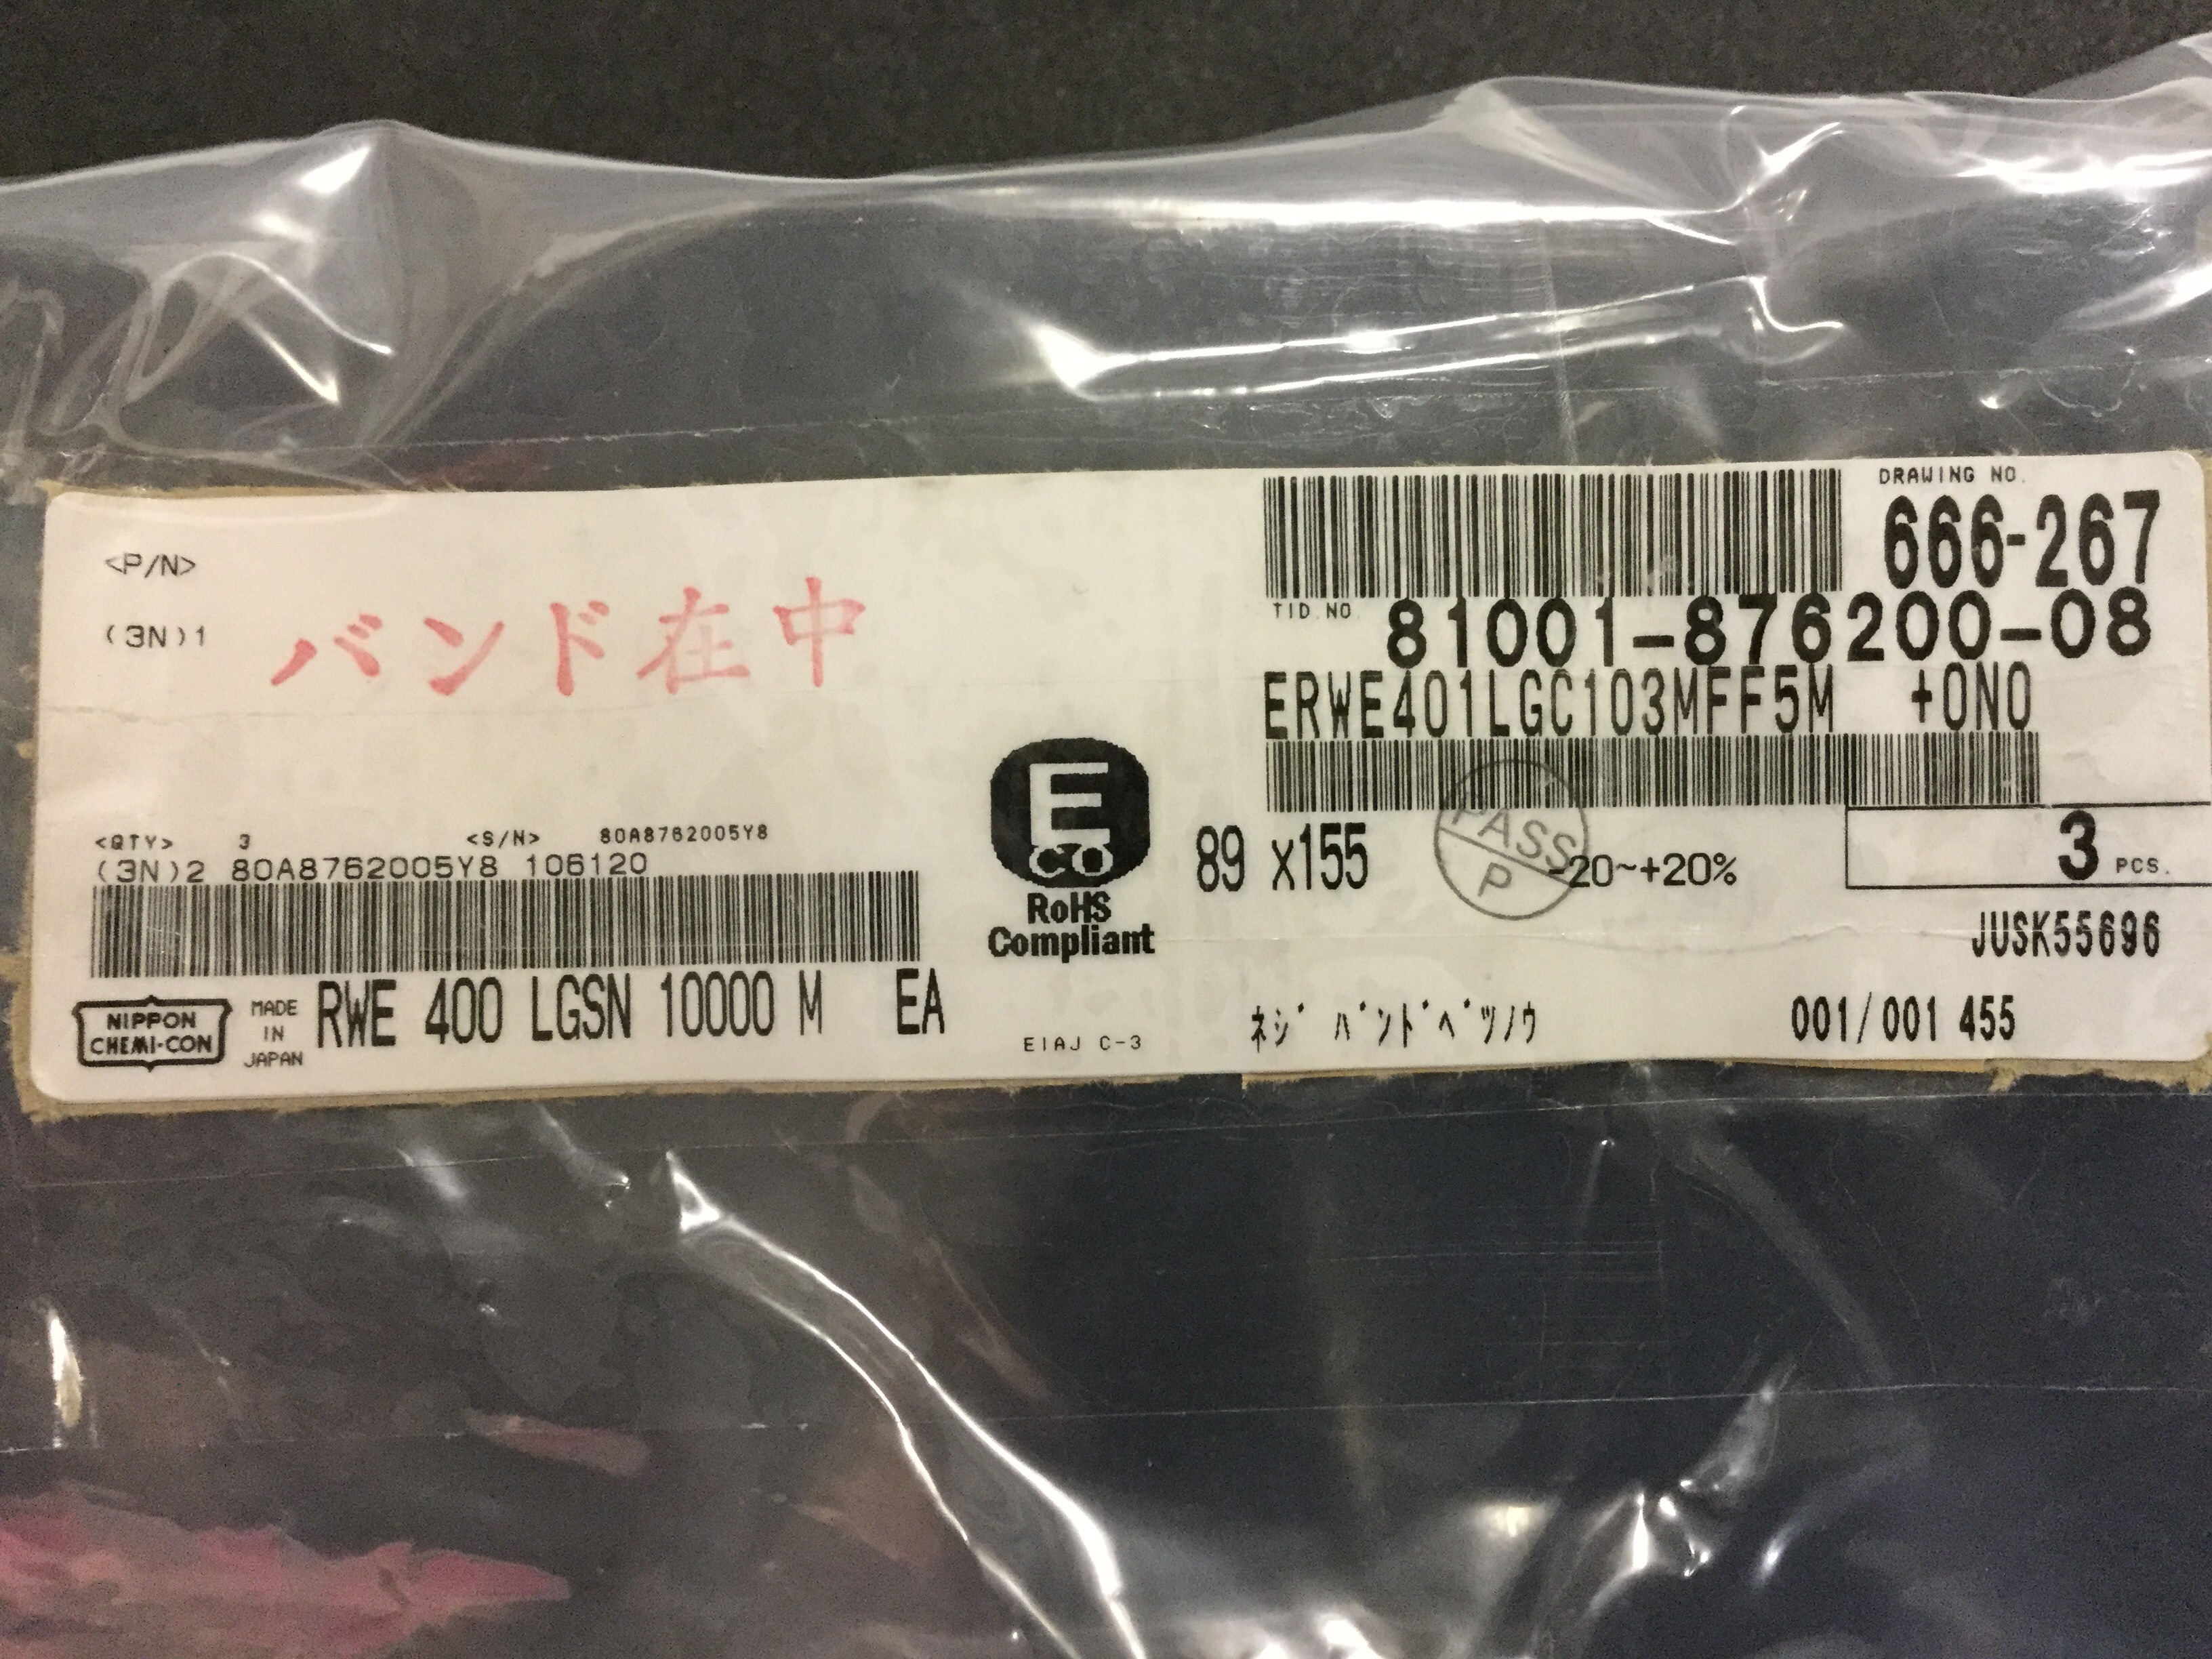 <P/N>
(3N)1
バンド在中
<QTY> 3 <S/N> 80A8762005Y8
(3N)2 80A8762005Y8 106120
NIPPON
CHEMI-CON
MADE
IN
JAPAN
RWE 400 LGSN 10000 M EA
ECO
RoHS
Compliant
EIAJ C-3
DRAWING NO.
666-267
TID.NO. 81001-876200-08
ERWE401LGC103MFF5M +0N0
89 x155
PASS
P
-20~+20%
3 PCS.
JUSK55696
ネジ バンドベツノウ
001/001 455